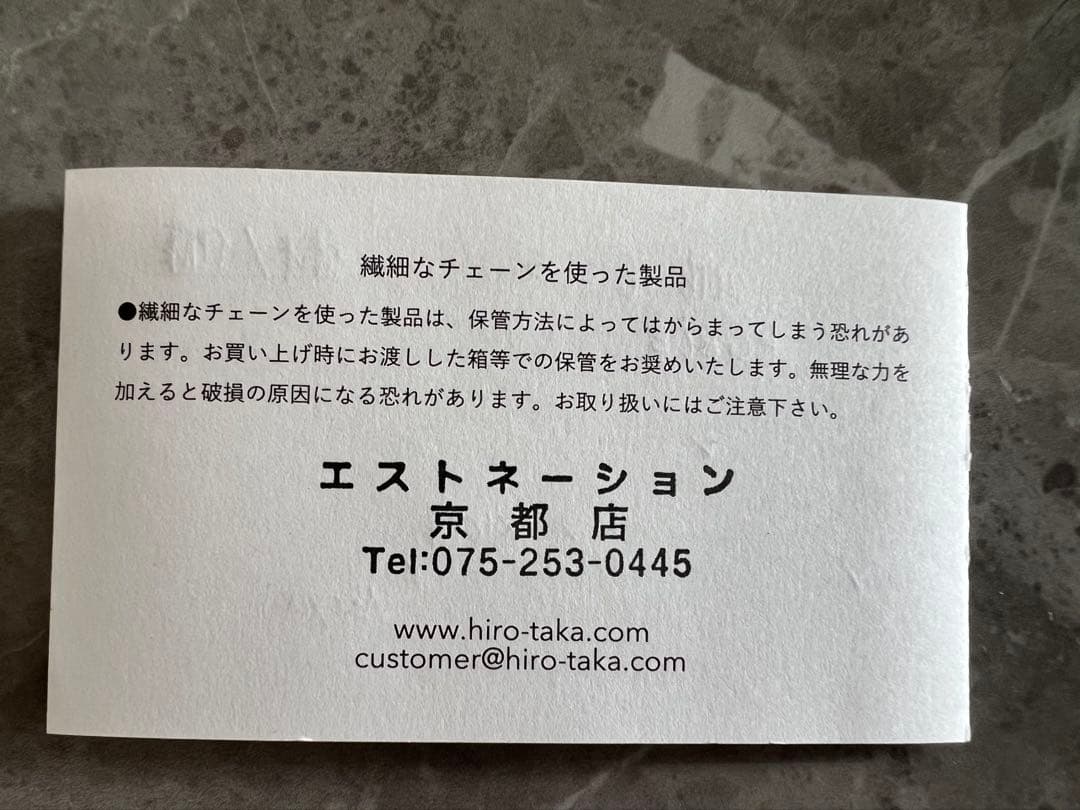 繊細なチェーンを使った製品
●繊細なチェーンを使った製品は、保管方法によってはからまってしまう恐れがあ
ります。お買い上げ時にお渡しした箱等での保管をお奨めいたします。無理な力を
加えると破損の原因になる恐れがあります。お取り扱いにはご注意下さい。
エストネーション
京都店
Tel:075-253-0445
www.hiro-taka.com
customer@hiro-taka.com